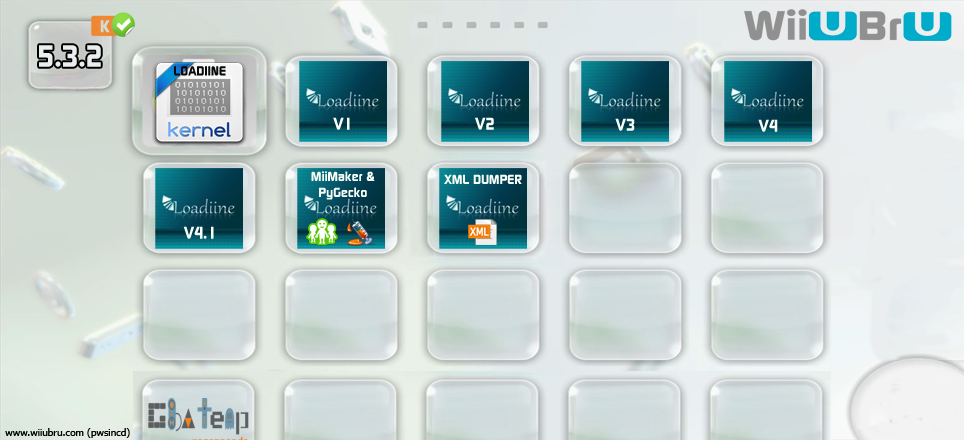 K
5.3.2
WiiUBrU
LOADIINE
01010101
10101010
01010101
10101010
kernel
Loadiine
V1
Loadiine
V2
Loadiine
V3
Loadiine
V4
Loadiine
V4.1
MiiMaker &
PyGecko
Loadiine
XML DUMPER
Loadiine
XML
GBAtemp
www.wiiubru.com (pwsincd)